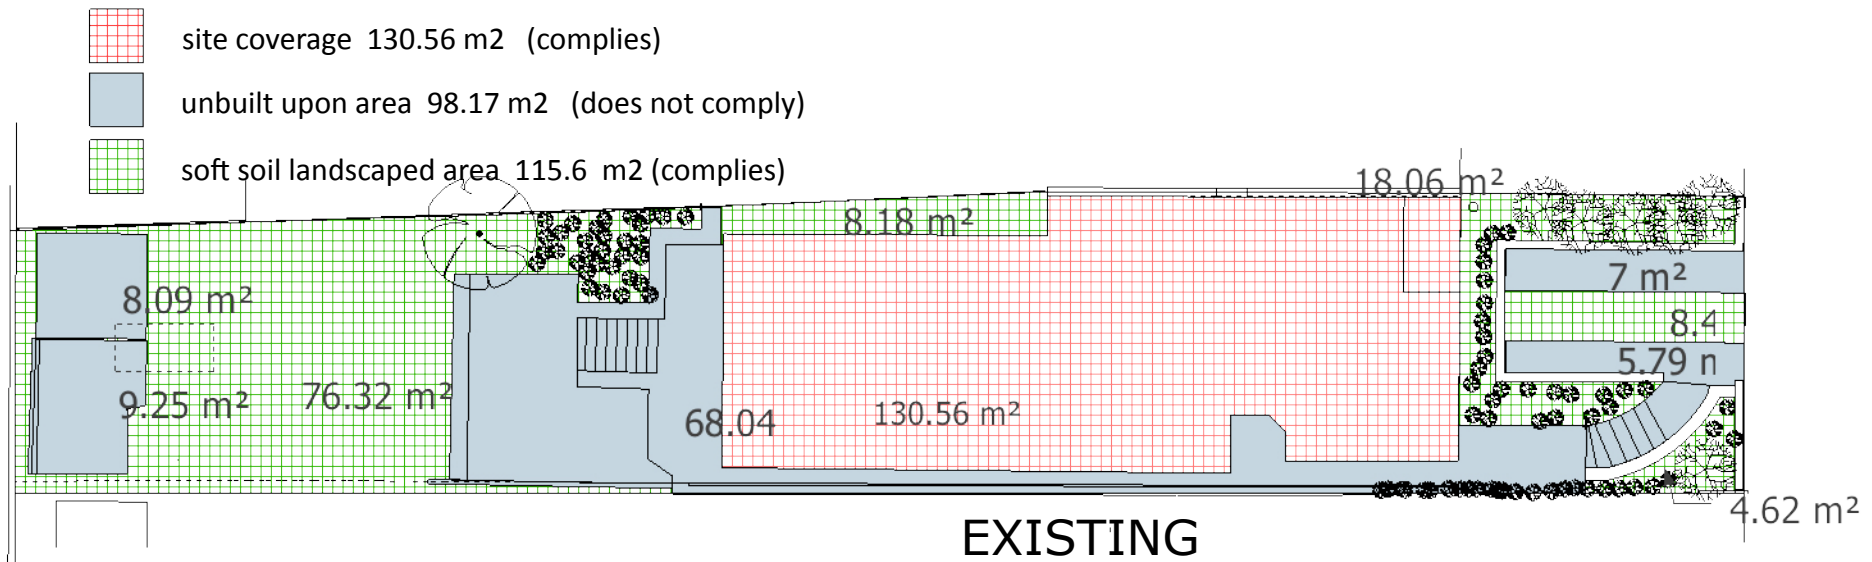 site coverage 130.56 m2 (complies)
unbuilt upon area 98.17 m2 (does not comply)
soft soil landscaped area 115.6 m2 (complies)
18.06 m²
8.18 m²
7 m²
8.09 m²
8.4
5.79
76.32 m²
9.25 m²
130.56 m²
68.04
4.62 m²
EXISTING